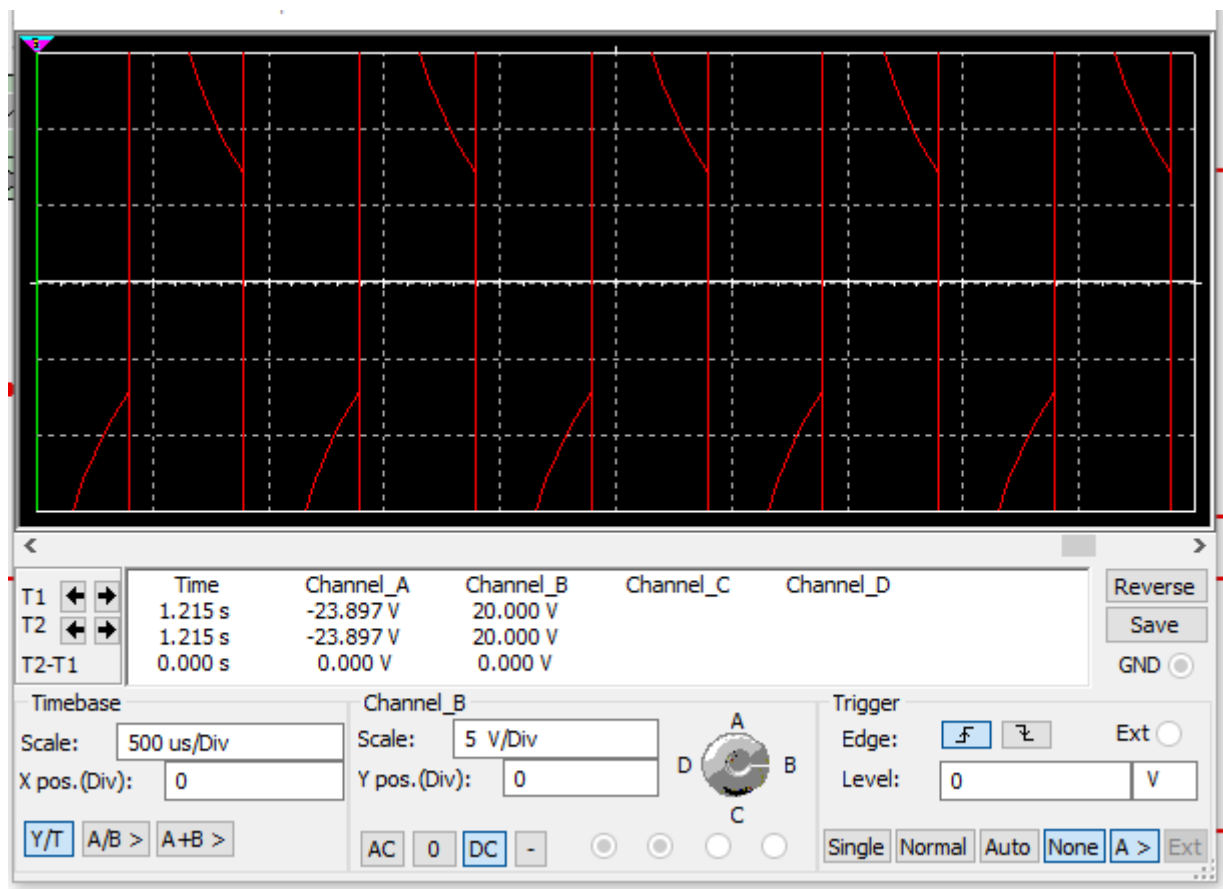 Time Channel_A Channel_B Channel_C Channel_D
T1 1.215 s -23.897 V 20.000 V
T2 1.215 s -23.897 V 20.000 V
T2-T1 0.000 s 0.000 V 0.000 V
Reverse
Save
GND
Timebase
Scale: 500 us/Div
X pos.(Div): 0
Y/T A/B > A+B >
Channel_B
Scale: 5 V/Div
Y pos.(Div): 0
AC 0 DC -
A
D B
C
Trigger
Edge: Ext
Level: 0 V
Single Normal Auto None A > Ext